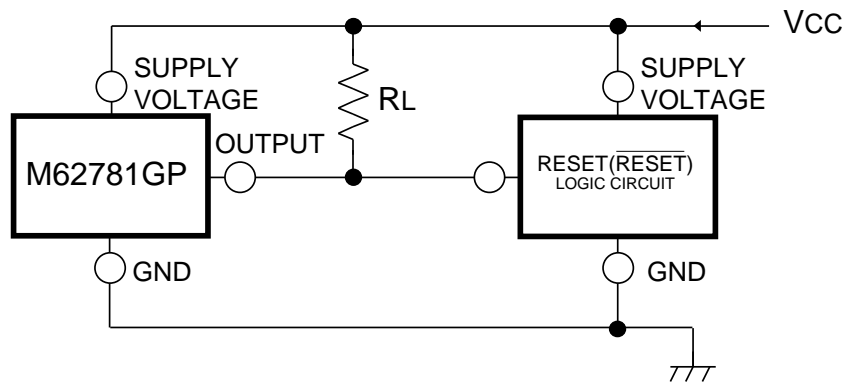 VCC
SUPPLY
VOLTAGE
RL
SUPPLY
VOLTAGE
OUTPUT
M62781GP
RESET(RESET)
LOGIC CIRCUIT
GND
GND